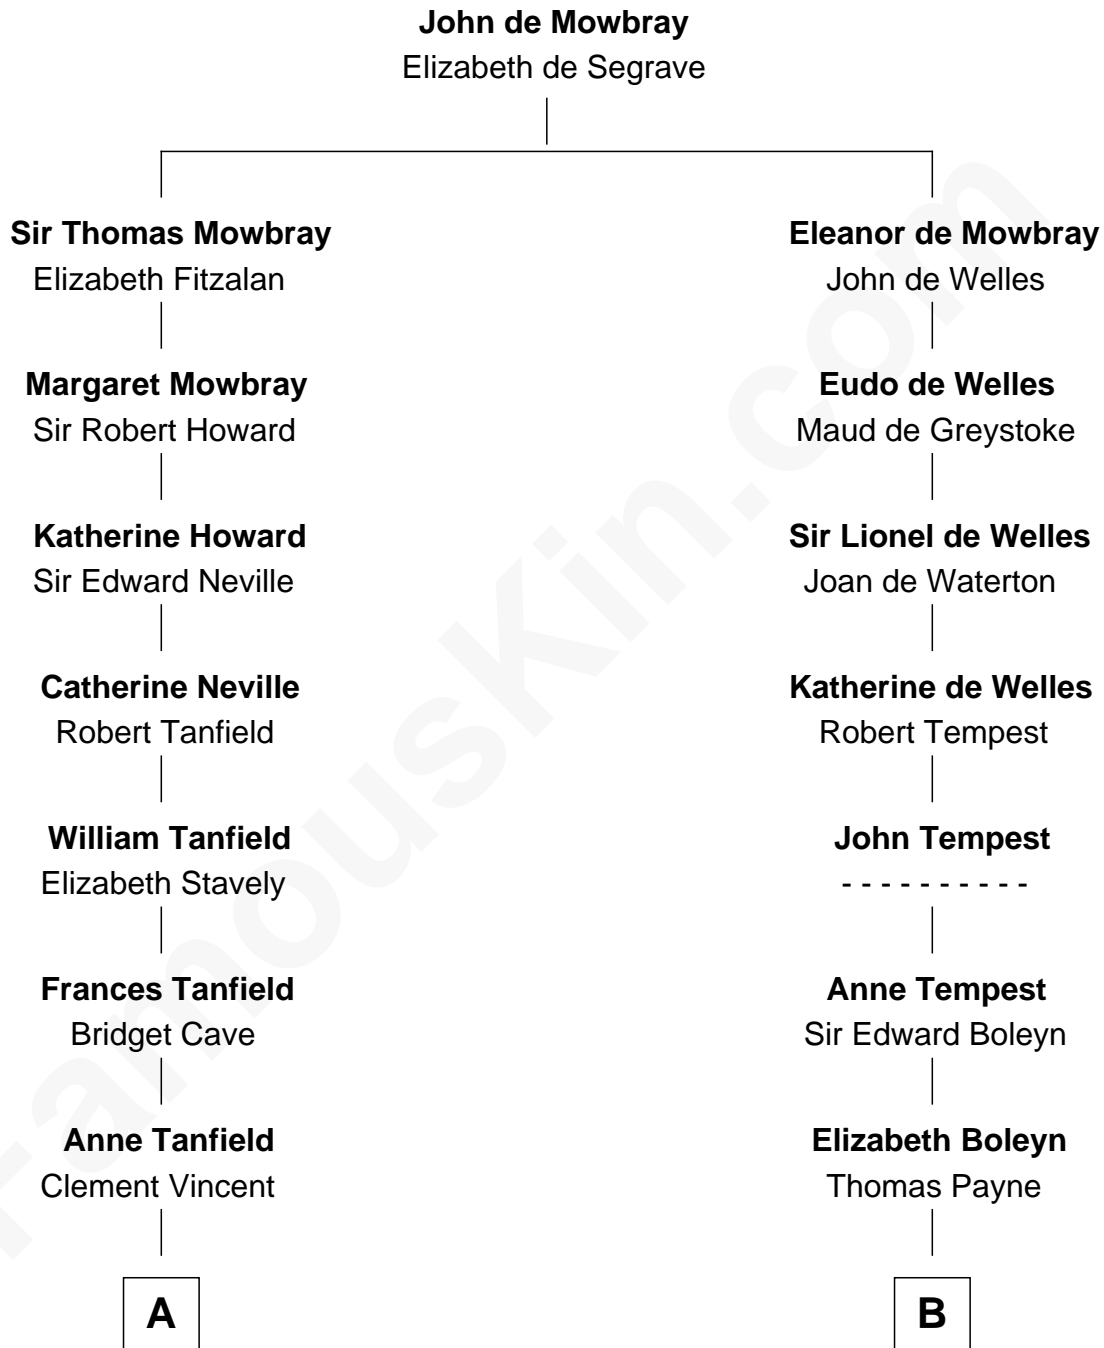 John de Mowbray
Elizabeth de Segrave
Sir Thomas Mowbray
Elizabeth Fitzalan
Margaret Mowbray
Sir Robert Howard
Katherine Howard
Sir Edward Neville
Catherine Neville
Robert Tanfield
William Tanfield
Elizabeth Stavely
Frances Tanfield
Bridget Cave
Anne Tanfield
Clement Vincent
A
Eleanor de Mowbray
John de Welles
Eudo de Welles
Maud de Greystoke
Sir Lionel de Welles
Joan de Waterton
Katherine de Welles
Robert Tempest
John Tempest
- - - - - - - - - -
Anne Tempest
Sir Edward Boleyn
Elizabeth Boleyn
Thomas Payne
B
FamousKin.com